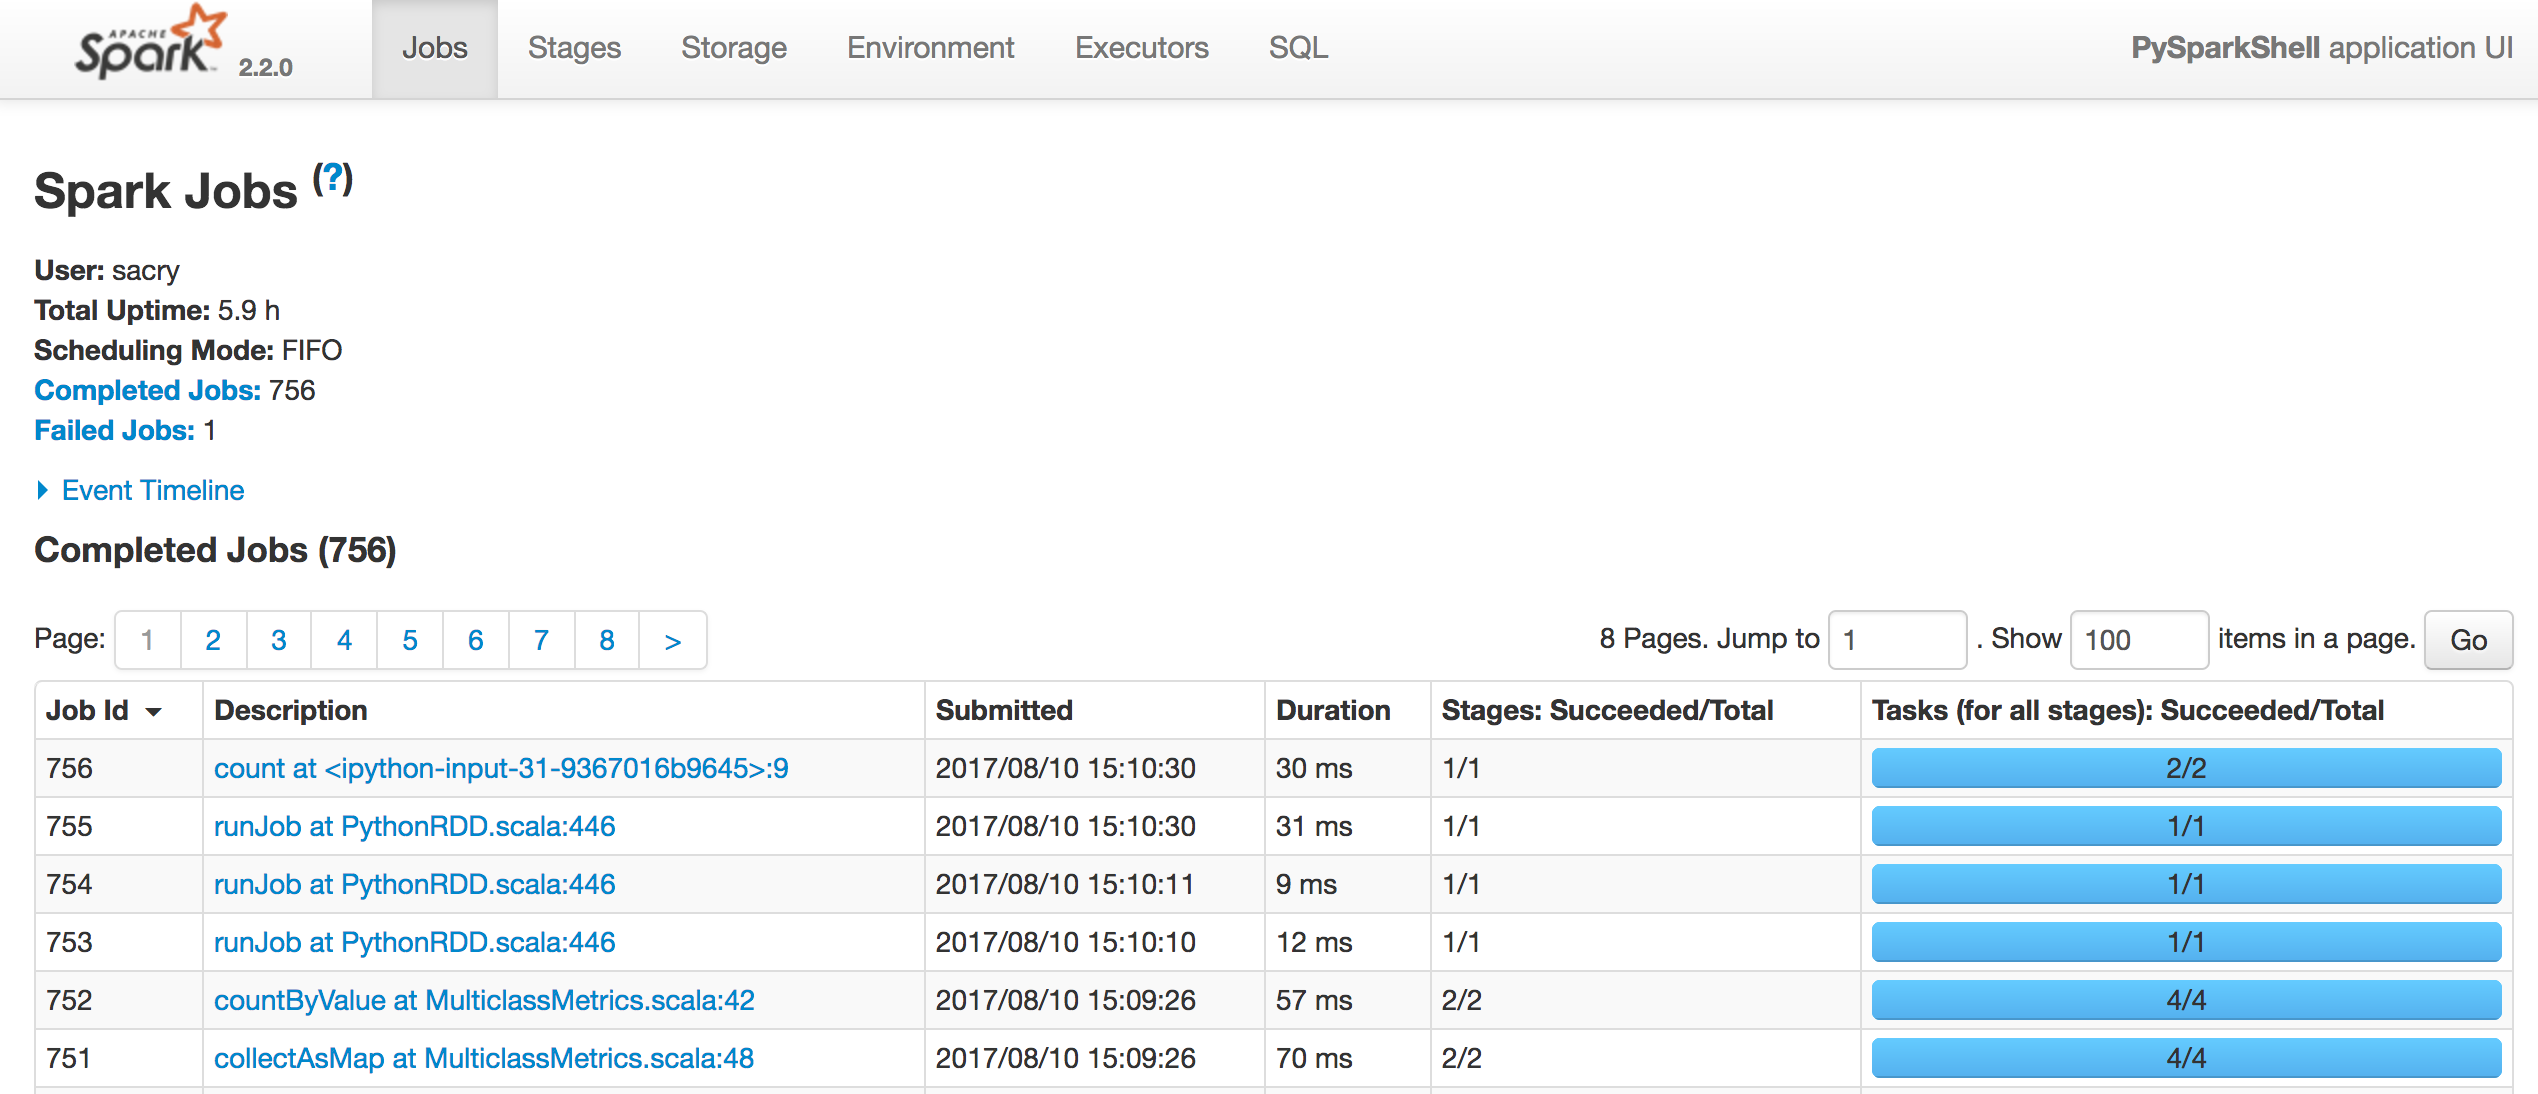 APACHE
Spark™ 2.2.0 Jobs Stages Storage Environment Executors SQL PySparkShell application UI
Spark Jobs (?)
User: sacry
Total Uptime: 5.9 h
Scheduling Mode: FIFO
Completed Jobs: 756
Failed Jobs: 1
Event Timeline
Completed Jobs (756)
Page: 1 2 3 4 5 6 7 8 > 8 Pages. Jump to 1 . Show 100 items in a page. Go
Job Id Description Submitted Duration Stages: Succeeded/Total Tasks (for all stages): Succeeded/Total
756 count at <ipython-input-31-9367016b9645>:9 2017/08/10 15:10:30 30 ms 1/1 2/2
755 runJob at PythonRDD.scala:446 2017/08/10 15:10:30 31 ms 1/1 1/1
754 runJob at PythonRDD.scala:446 2017/08/10 15:10:11 9 ms 1/1 1/1
753 runJob at PythonRDD.scala:446 2017/08/10 15:10:10 12 ms 1/1 1/1
752 countByValue at MulticlassMetrics.scala:42 2017/08/10 15:09:26 57 ms 2/2 4/4
751 collectAsMap at MulticlassMetrics.scala:48 2017/08/10 15:09:26 70 ms 2/2 4/4